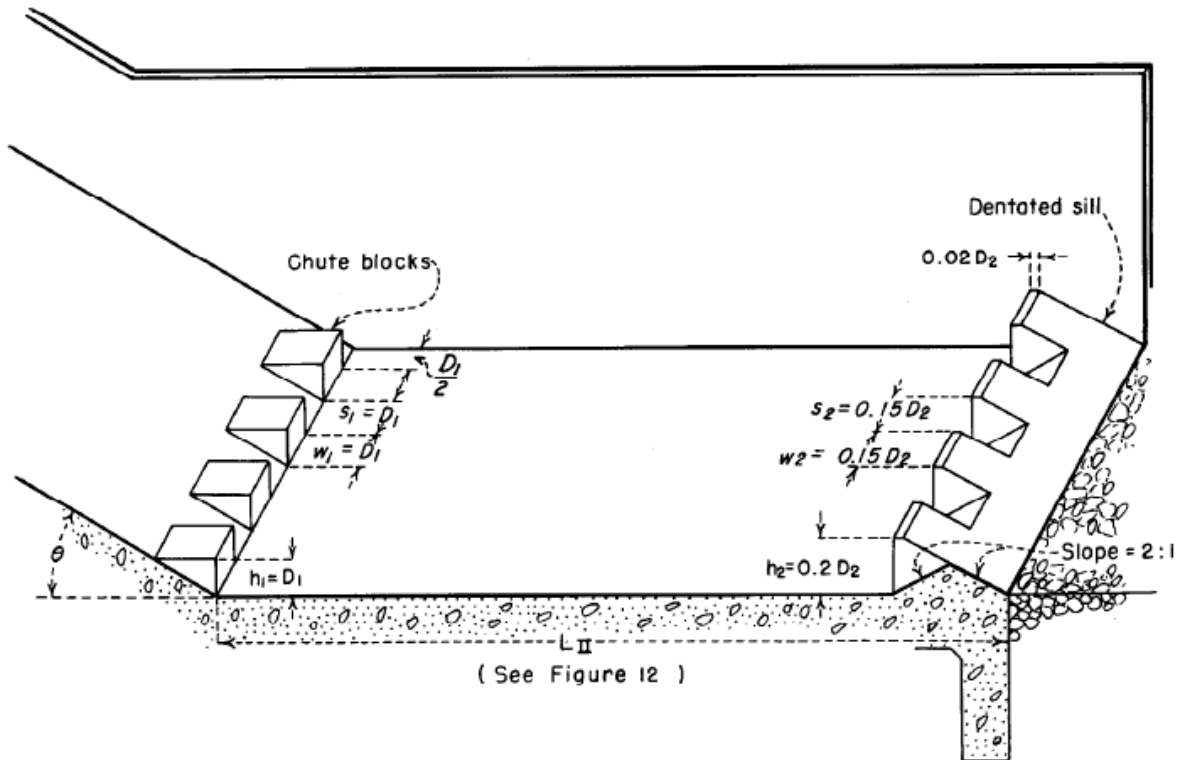 Dentated sill
0.02 D₂
Chute blocks
D₁/2
s₁ = D₁
w₁ = D₁
s₂ = 0.15 D₂
w₂ = 0.15 D₂
θ
h₁ = D₁
h₂ = 0.2 D₂
Slope = 2:1
L II
( See Figure 12 )